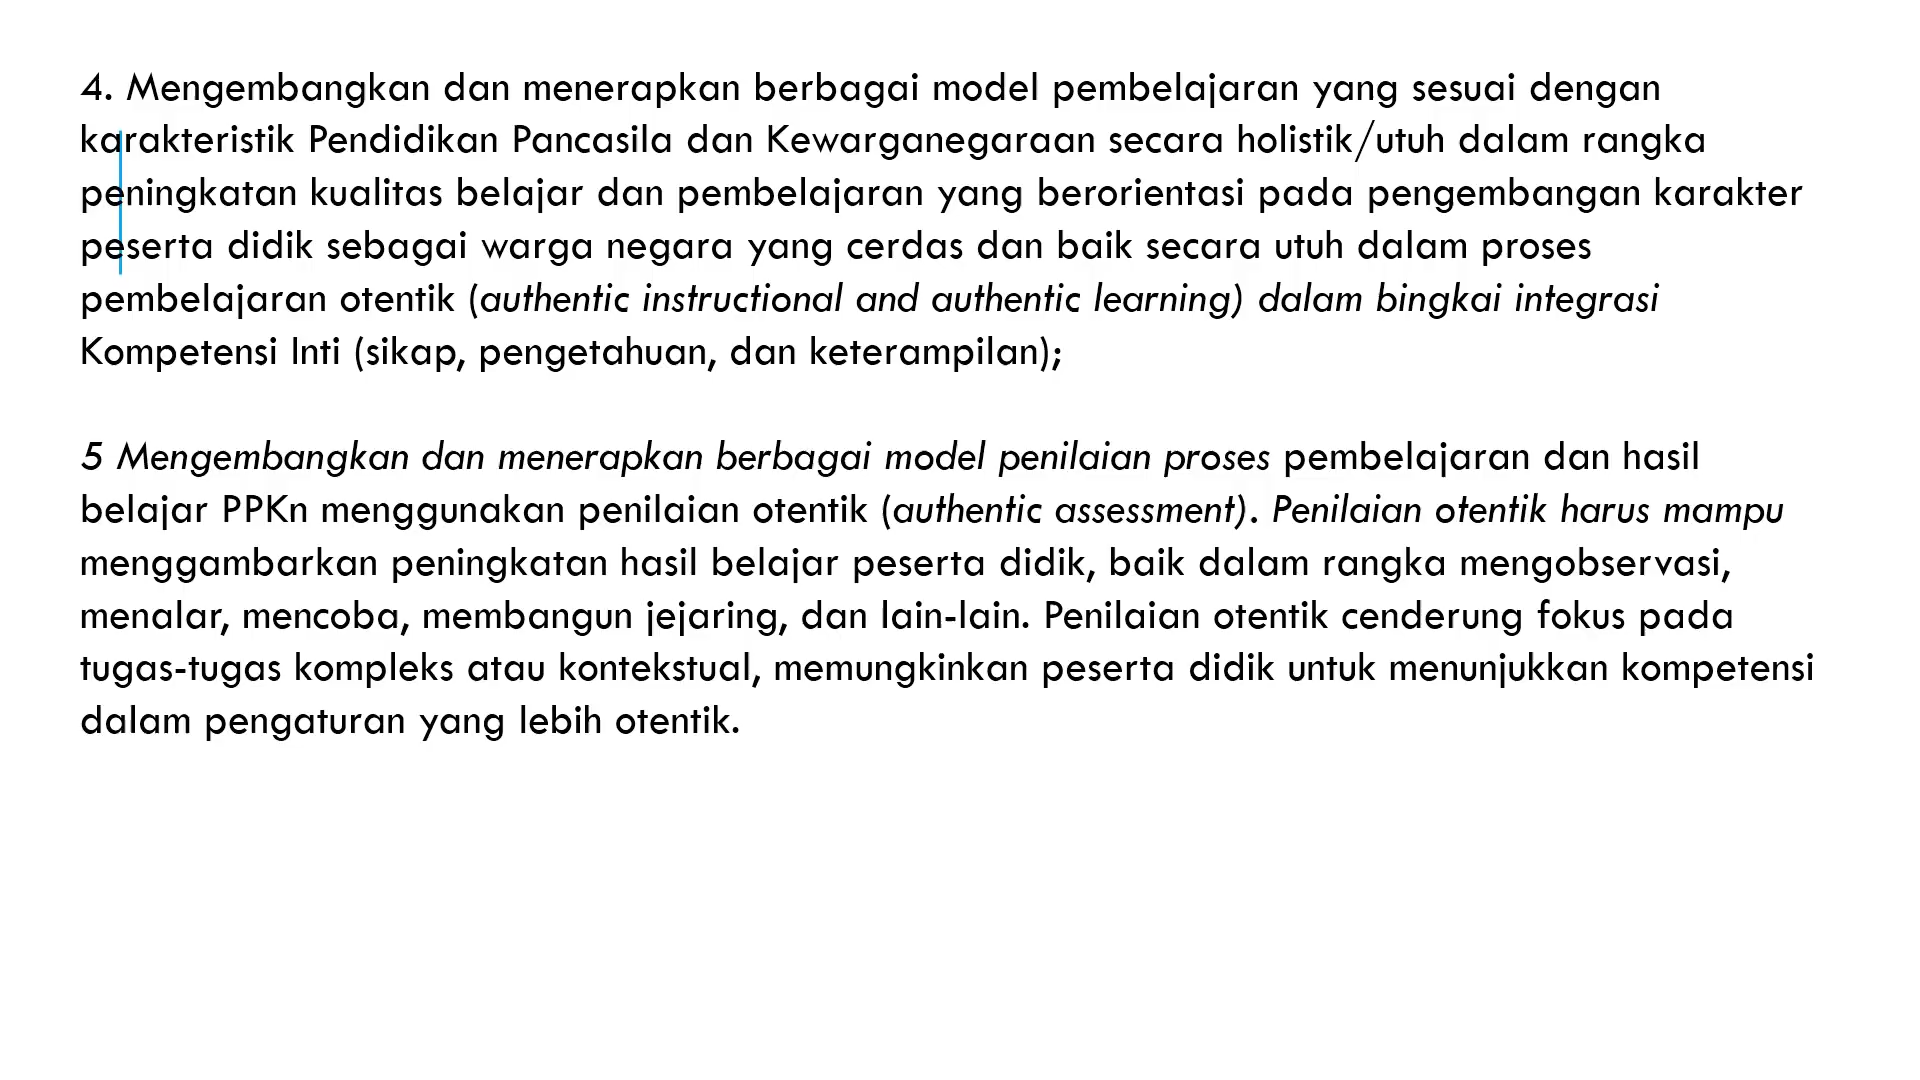 4. Mengembangkan dan menerapkan berbagai model pembelajaran yang sesuai dengan
karakteristik Pendidikan Pancasila dan Kewarganegaraan secara holistik/utuh dalam rangka
peningkatan kualitas belajar dan pembelajaran yang berorientasi pada pengembangan karakter
peserta didik sebagai warga negara yang cerdas dan baik secara utuh dalam proses
pembelajaran otentik (authentic instructional and authentic learning) dalam bingkai integrasi
Kompetensi Inti (sikap, pengetahuan, dan keterampilan);
5 Mengembangkan dan menerapkan berbagai model penilaian proses pembelajaran dan hasil
belajar PPKn menggunakan penilaian otentik (authentic assessment). Penilaian otentik harus mampu
menggambarkan peningkatan hasil belajar peserta didik, baik dalam rangka mengobservasi,
menalar, mencoba, membangun jejaring, dan lain-lain. Penilaian otentik cenderung fokus pada
tugas-tugas kompleks atau kontekstual, memungkinkan peserta didik untuk menunjukkan kompetensi
dalam pengaturan yang lebih otentik.